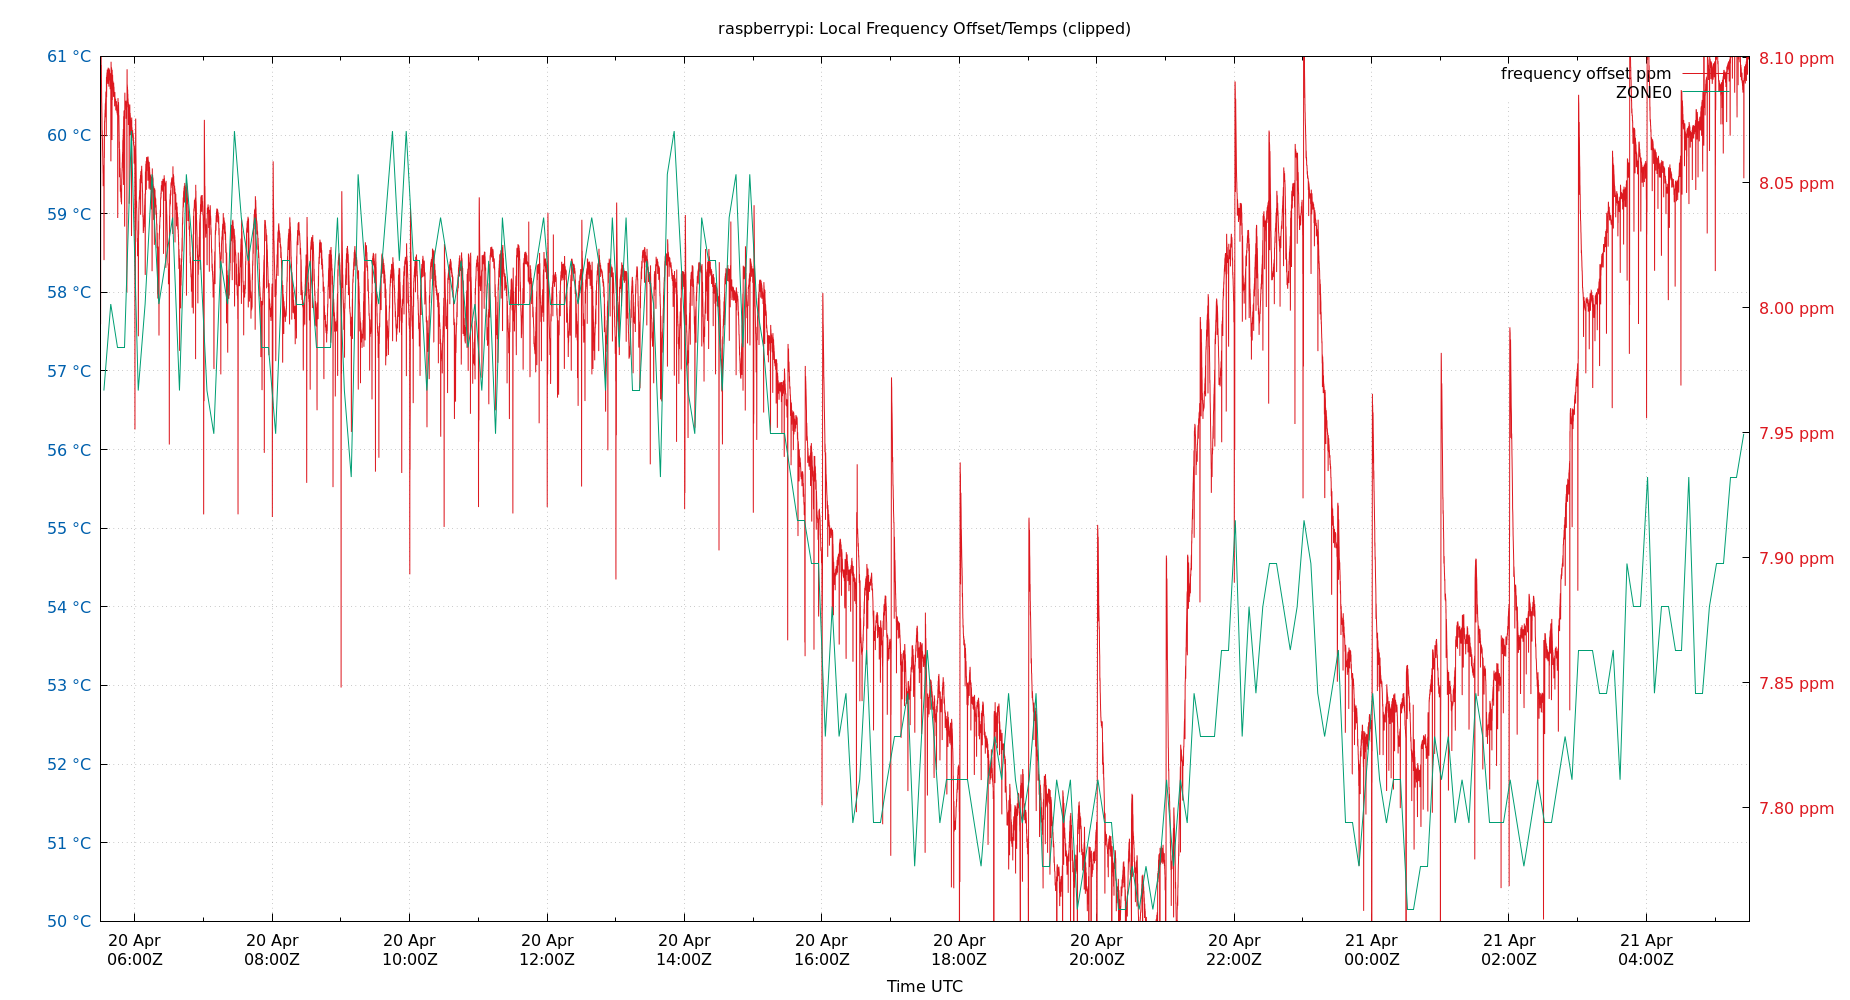 raspberrypi: Local Frequency Offset/Temps (clipped)
61 °C
60 °C
59 °C
58 °C
57 °C
56 °C
55 °C
54 °C
53 °C
52 °C
51 °C
50 °C
8.10 ppm
8.05 ppm
8.00 ppm
7.95 ppm
7.90 ppm
7.85 ppm
7.80 ppm
frequency offset ppm
ZONE0
20 Apr
06:00Z
20 Apr
08:00Z
20 Apr
10:00Z
20 Apr
12:00Z
20 Apr
14:00Z
20 Apr
16:00Z
20 Apr
18:00Z
20 Apr
20:00Z
20 Apr
22:00Z
21 Apr
00:00Z
21 Apr
02:00Z
21 Apr
04:00Z
Time UTC